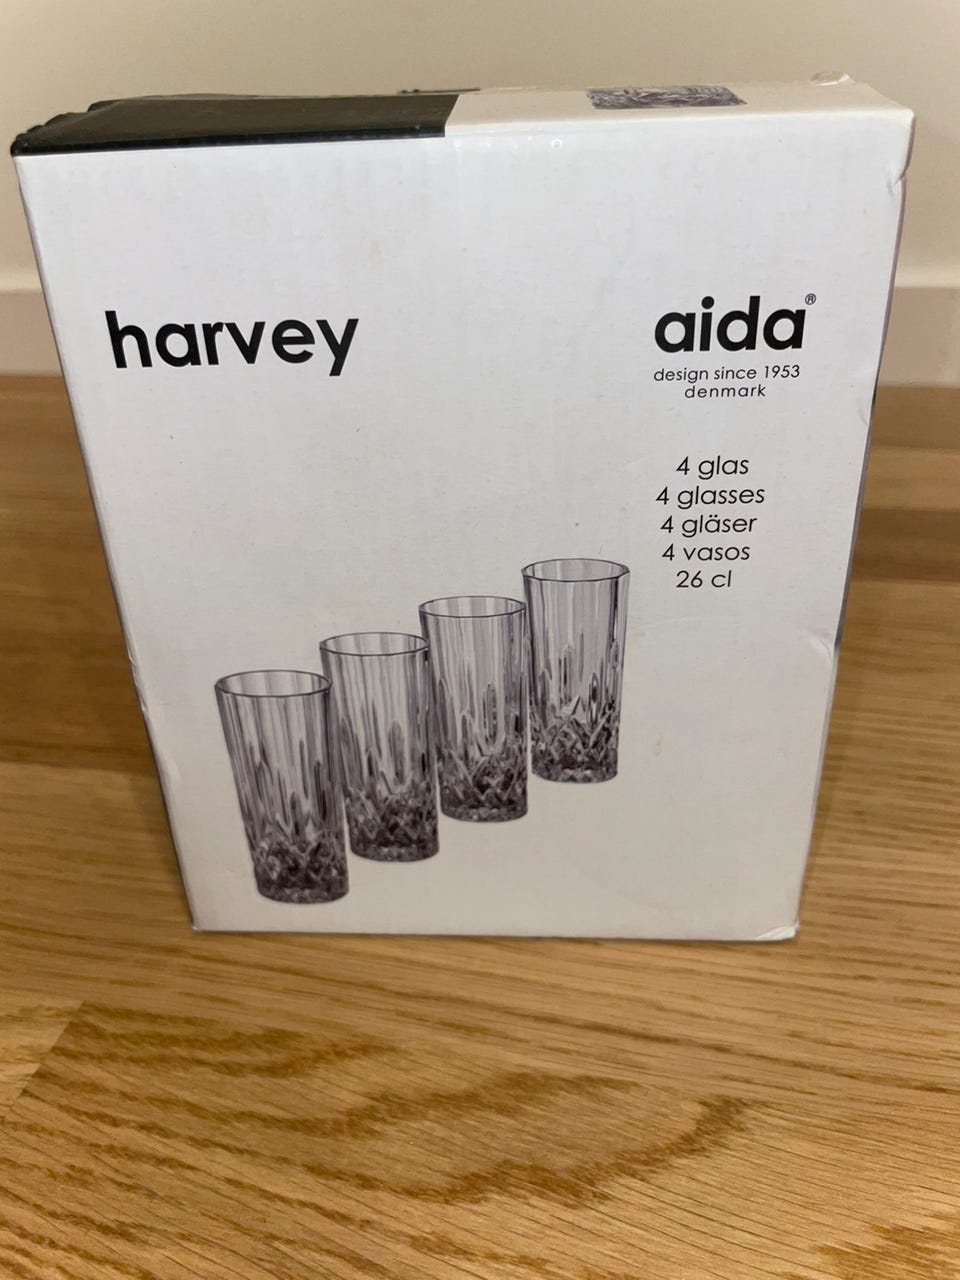 harvey
aida®
design since 1953
denmark
4 glas
4 glasses
4 gläser
4 vasos
26 cl